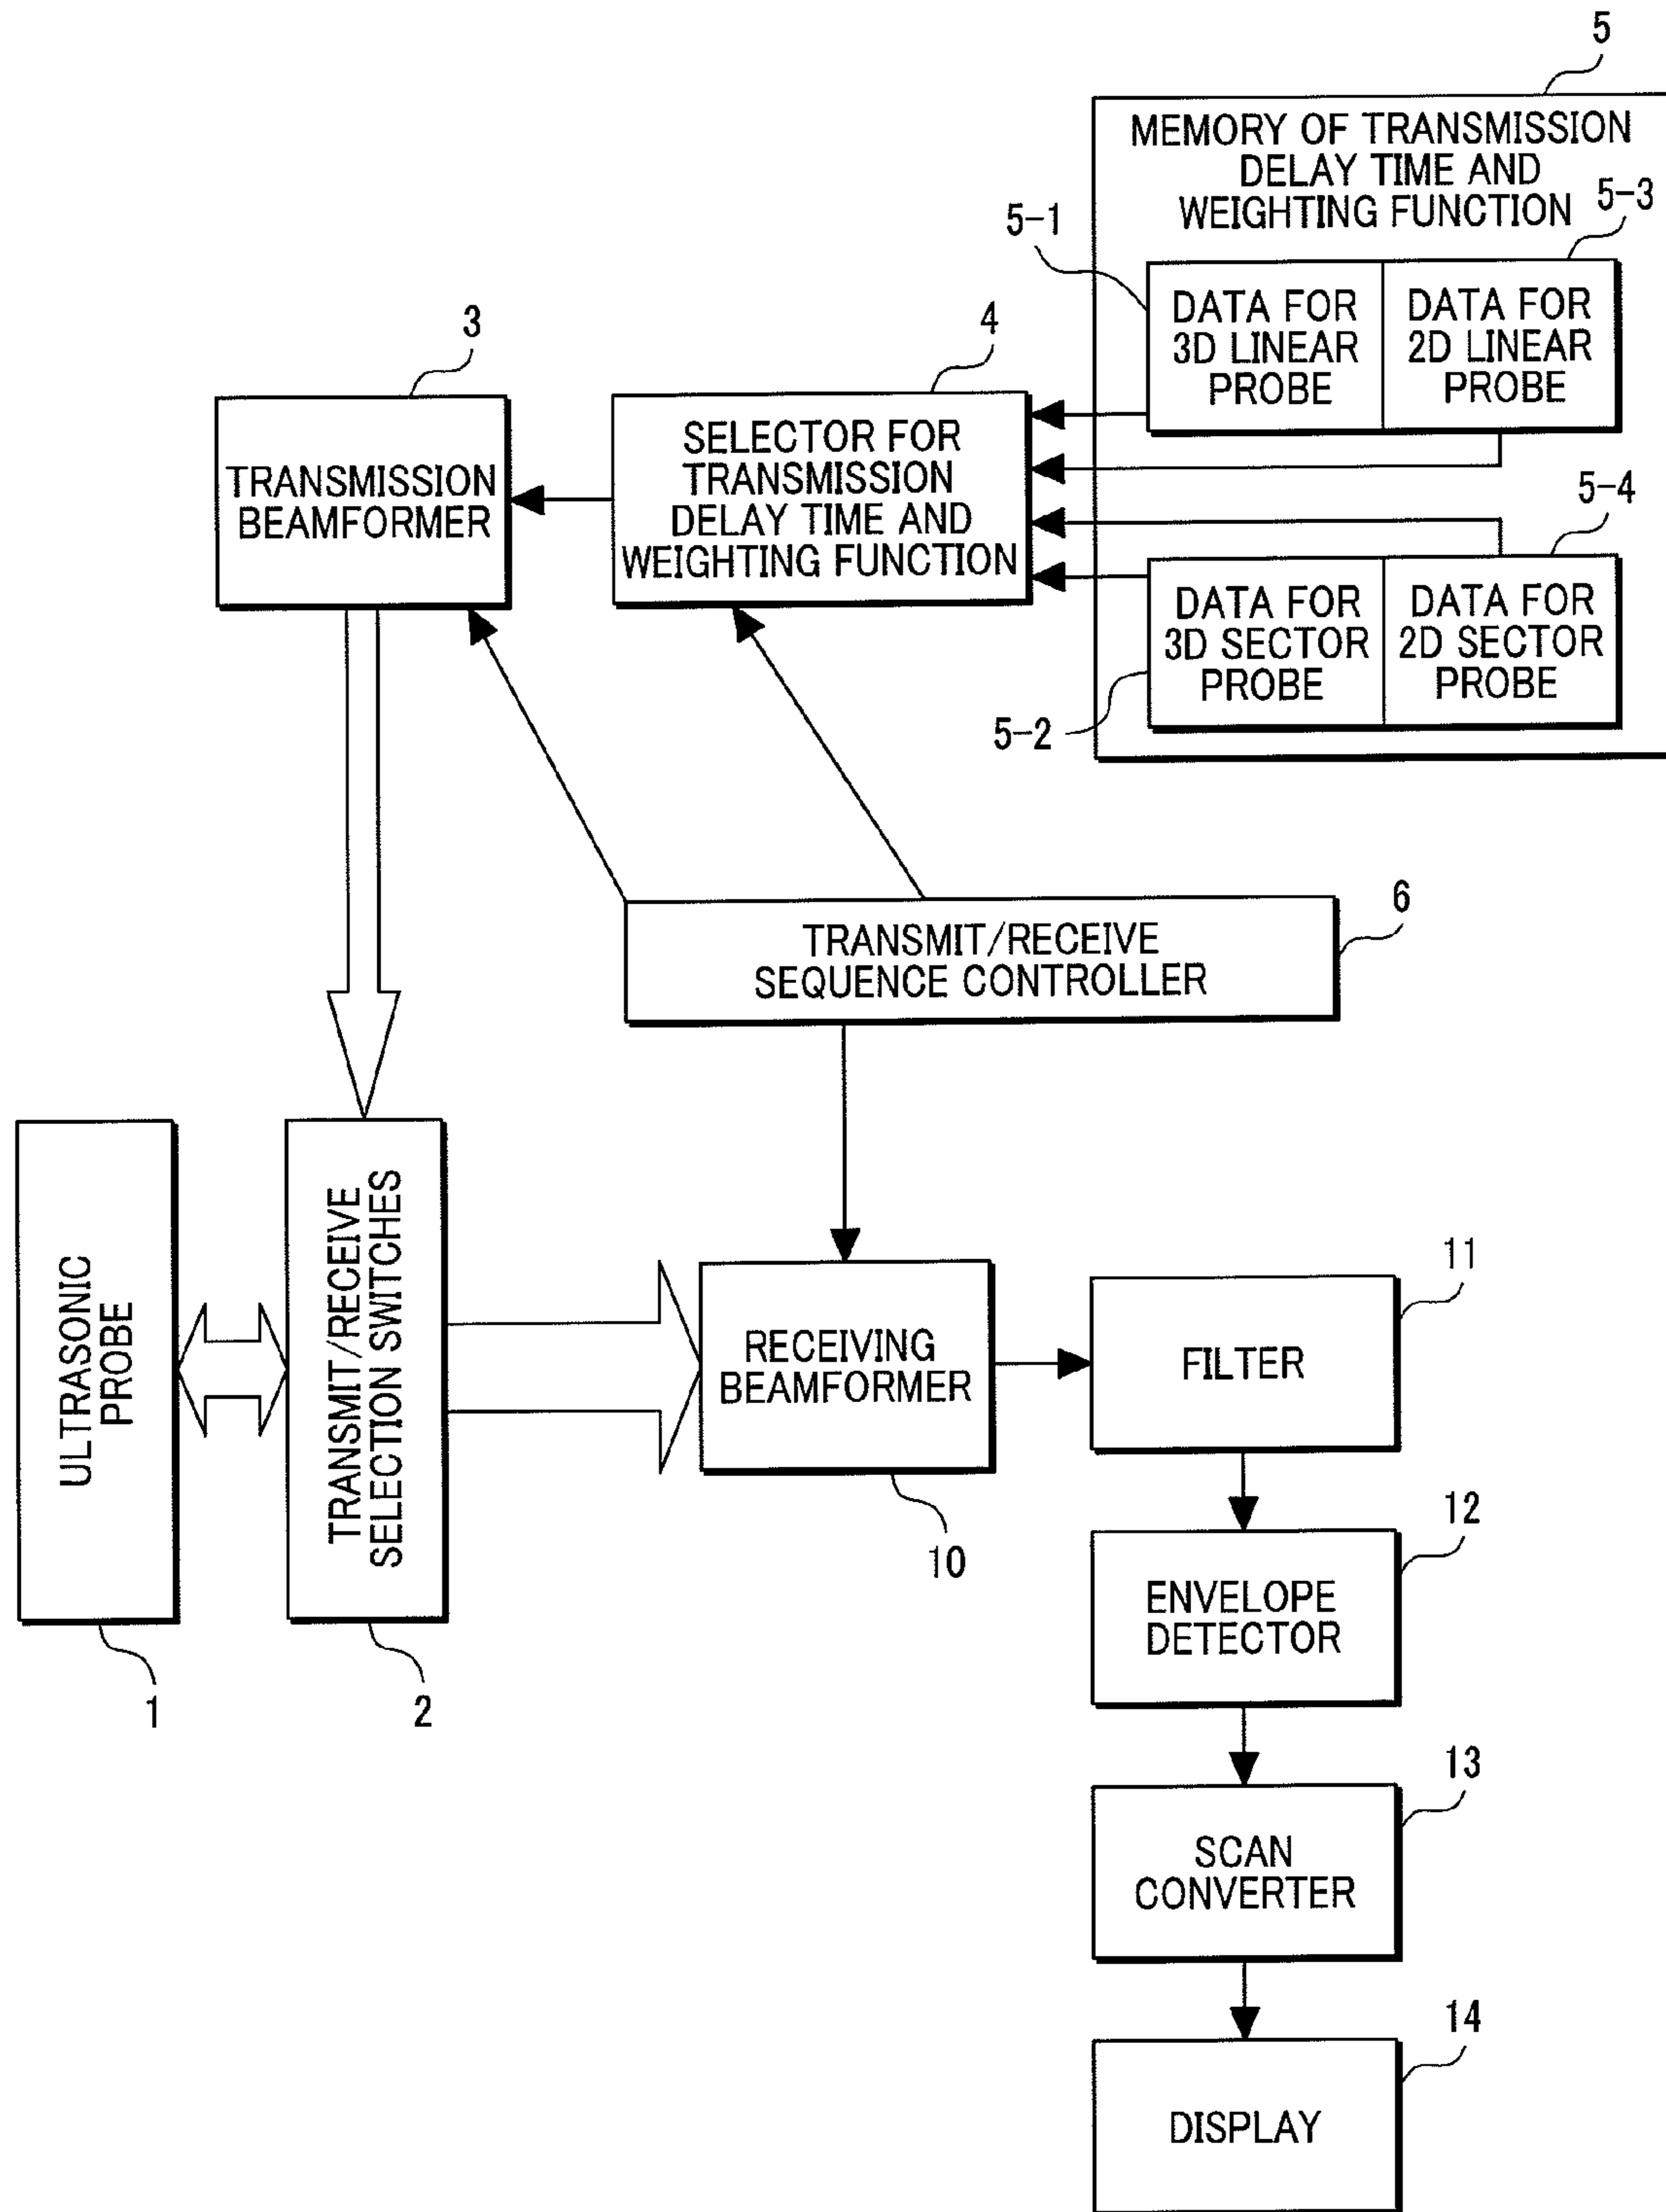 5
MEMORY OF TRANSMISSION
DELAY TIME AND
WEIGHTING FUNCTION
5-3
5-1
DATA FOR
3D LINEAR
PROBE
DATA FOR
2D LINEAR
PROBE
3
4
TRANSMISSION
BEAMFORMER
SELECTOR FOR
TRANSMISSION
DELAY TIME AND
WEIGHTING FUNCTION
5-4
DATA FOR
3D SECTOR
PROBE
DATA FOR
2D SECTOR
PROBE
5-2
6
TRANSMIT/RECEIVE
SEQUENCE CONTROLLER
ULTRASONIC
PROBE
1
TRANSMIT/RECEIVE
SELECTION SWITCHES
2
RECEIVING
BEAMFORMER
10
11
FILTER
12
ENVELOPE
DETECTOR
13
SCAN
CONVERTER
14
DISPLAY